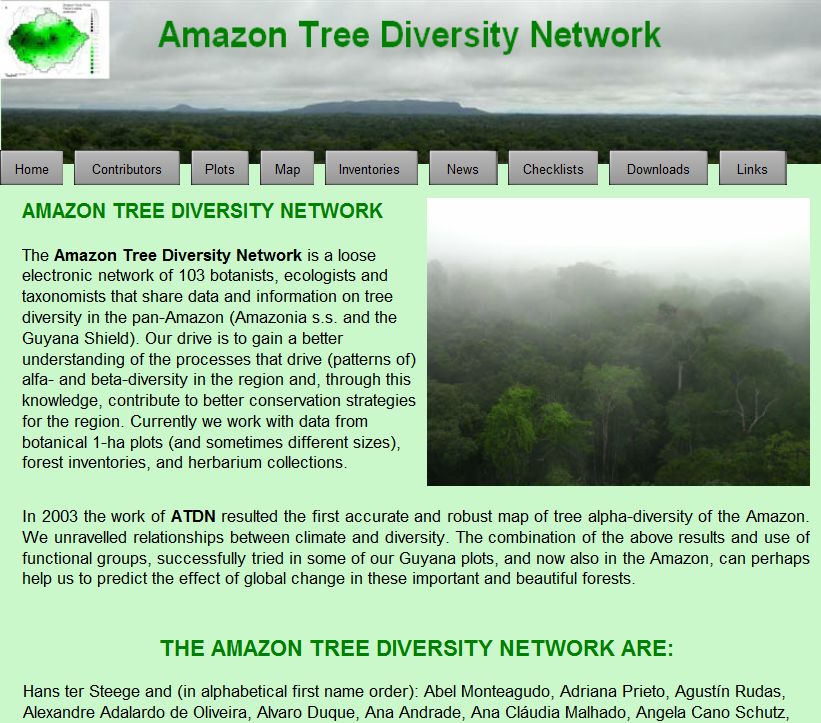 Amazon Tree Diversity Network
Home Contributors Plots Map Inventories News Checklists Downloads Links
AMAZON TREE DIVERSITY NETWORK
The Amazon Tree Diversity Network is a loose
electronic network of 103 botanists, ecologists and
taxonomists that share data and information on tree
diversity in the pan-Amazon (Amazonia s.s. and the
Guyana Shield). Our drive is to gain a better
understanding of the processes that drive (patterns of)
alfa- and beta-diversity in the region and, through this
knowledge, contribute to better conservation strategies
for the region. Currently we work with data from
botanical 1-ha plots (and sometimes different sizes),
forest inventories, and herbarium collections.
In 2003 the work of ATDN resulted the first accurate and robust map of tree alpha-diversity of the Amazon.
We unravelled relationships between climate and diversity. The combination of the above results and use of
functional groups, successfully tried in some of our Guyana plots, and now also in the Amazon, can perhaps
help us to predict the effect of global change in these important and beautiful forests.
THE AMAZON TREE DIVERSITY NETWORK ARE:
Hans ter Steege and (in alphabetical first name order): Abel Monteagudo, Adriana Prieto, Agustín Rudas,
Alexandre Adalardo de Oliveira, Alvaro Duque, Ana Andrade, Ana Cláudia Malhado, Angela Cano Schutz,